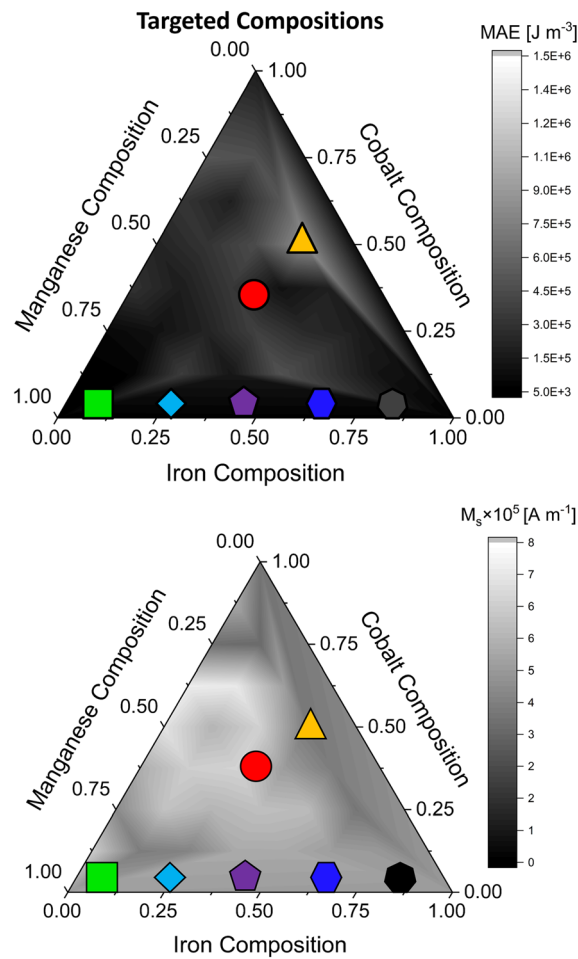 Targeted Compositions
MAE [J m-3]
0.00
1.00
1.5E+6
1.4E+6
1.2E+6
1.1E+6
9.0E+5
7.5E+5
6.0E+5
4.5E+5
3.0E+5
1.5E+5
5.0E+3
Manganese Composition
Cobalt Composition
0.25
0.75
0.50
0.50
0.75
0.25
1.00
0.00
0.00
0.25
0.50
0.75
1.00
Iron Composition
Ms×10⁵ [A m-1]
0.00
1.00
8
7
6
6
5
4
3
2
2
1
0
Manganese Composition
Cobalt Composition
0.25
0.75
0.50
0.50
0.75
0.25
1.00
0.00
0.00
0.25
0.50
0.75
1.00
Iron Composition